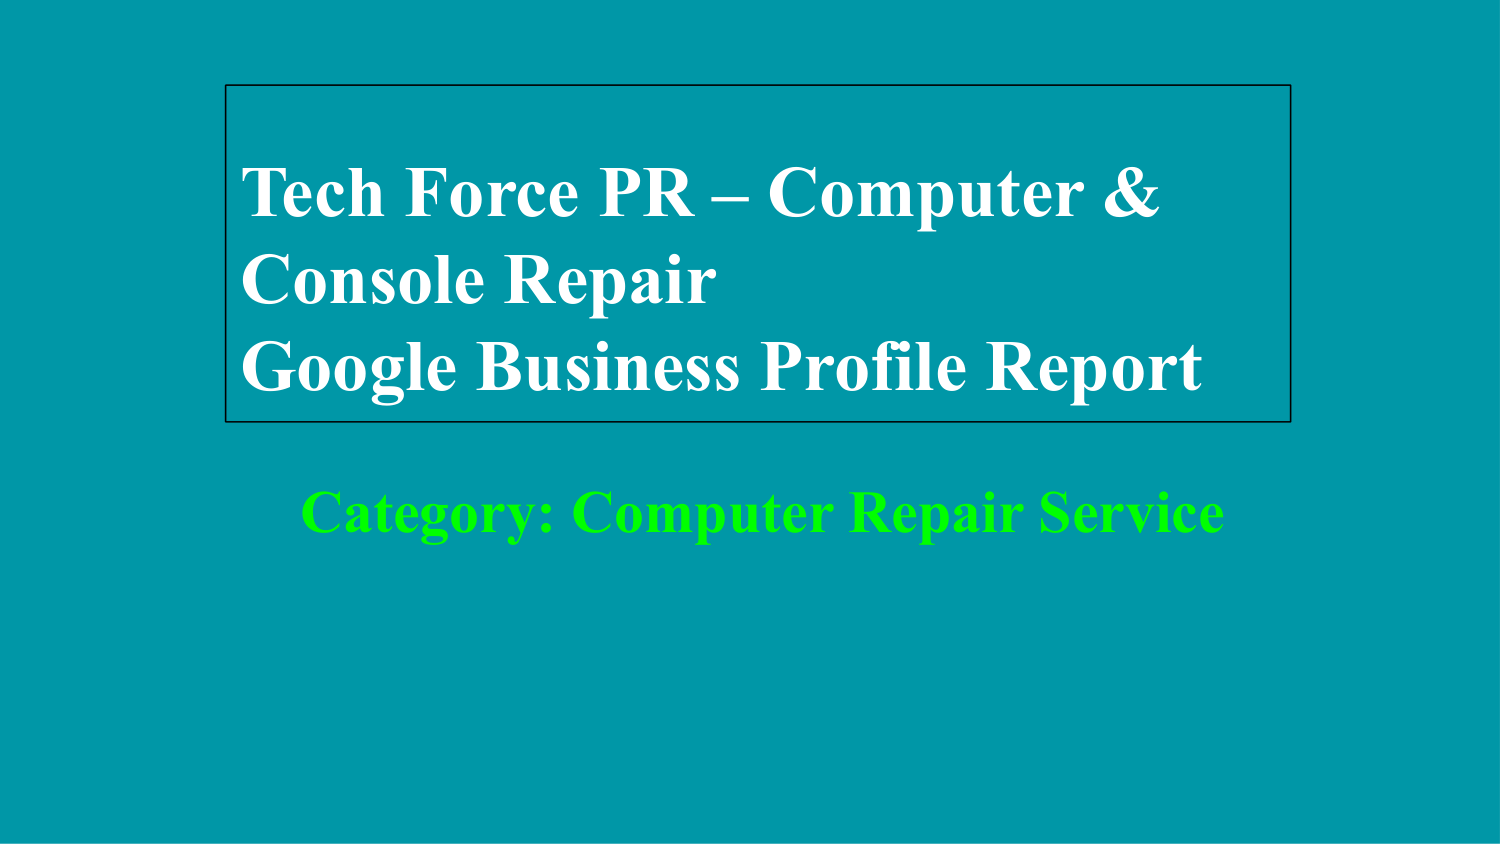 Tech Force PR – Computer &
Console Repair
Google Business Profile Report
Category: Computer Repair Service